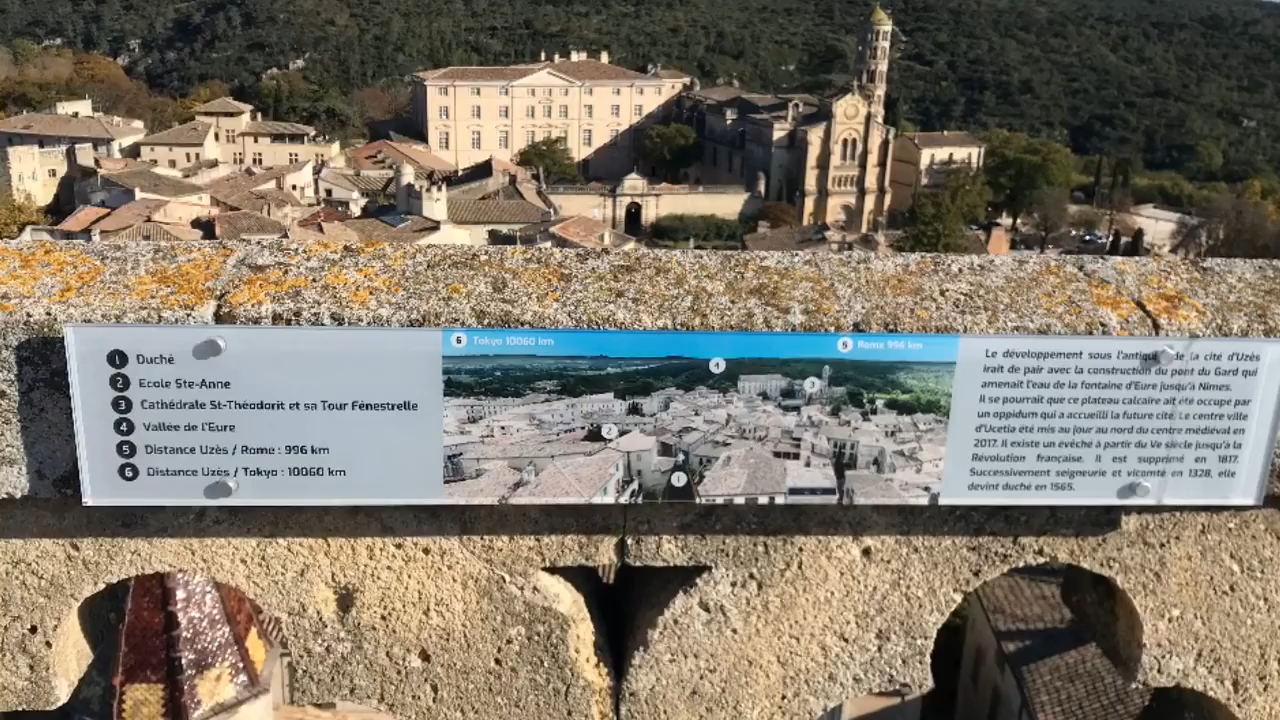 1 Duché
2 Ecole Ste-Anne
3 Cathédrale St-Théodorit et sa Tour Fénestrelle
4 Vallée de l'Eure
5 Distance Uzès / Rome : 996 km
6 Distance Uzès / Tokyo : 10060 km
6 Tokyo 10060 km
5 Rome 996 km
4
3
2
1
Le développement sous l'antiqu de la cité d'Uzès
irait de pair avec la construction du pont du Gard qui
amenait l'eau de la fontaine d'Eure jusqu'à Nîmes.
Il se pourrait que ce plateau calcaire ait été occupé par
un oppidum qui a accueilli la future cité. Le centre ville
d'Ucetia été mis au jour au nord du centre médiéval en
2017. Il existe un évêché à partir du Ve siècle jusqu'à la
Révolution française. Il est supprimé en 1817.
Successivement seigneurie et vicomté en 1328, elle
devint duché en 1565.